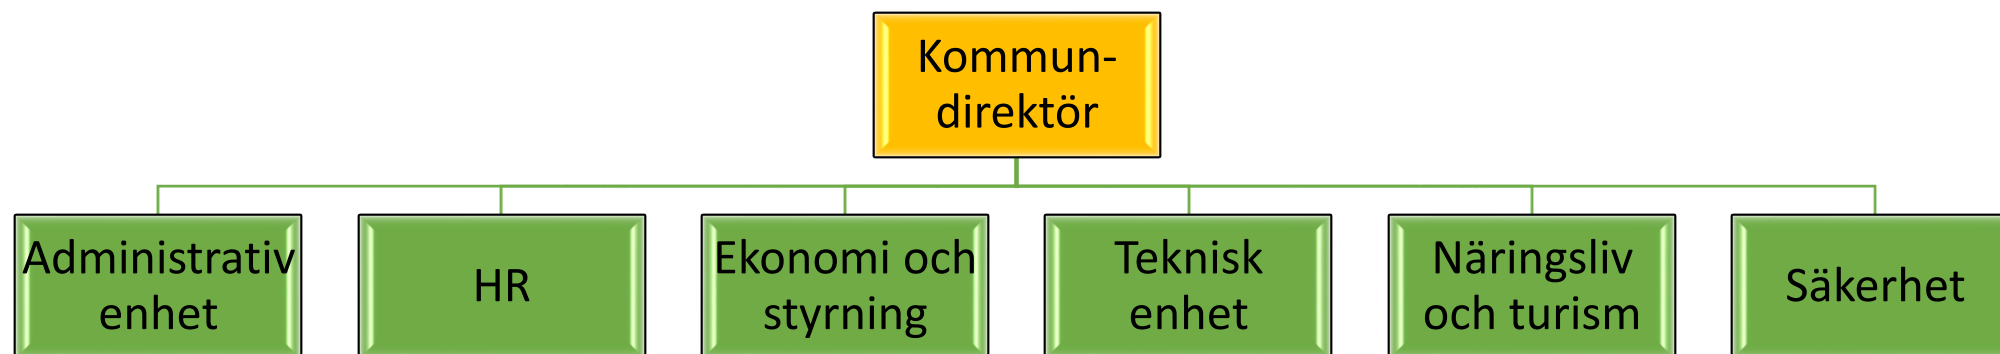 Kommun-
direktör
Administrativ
enhet
HR
Ekonomi och
styrning
Teknisk
enhet
Näringsliv
och turism
Säkerhet